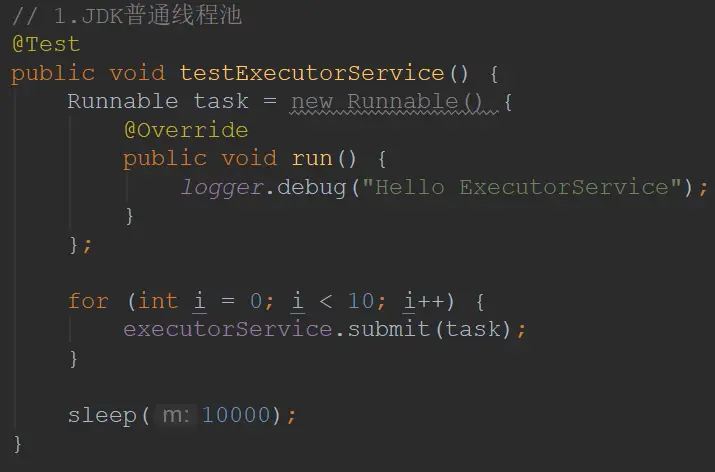 // 1.JDK普通线程池
@Test
public void testExecutorService() {
    Runnable task = new Runnable() {
        @Override
        public void run() {
            logger.debug("Hello ExecutorService");
        }
    };

    for (int i = 0; i < 10; i++) {
        executorService.submit(task);
    }

    sleep( m: 10000);
}